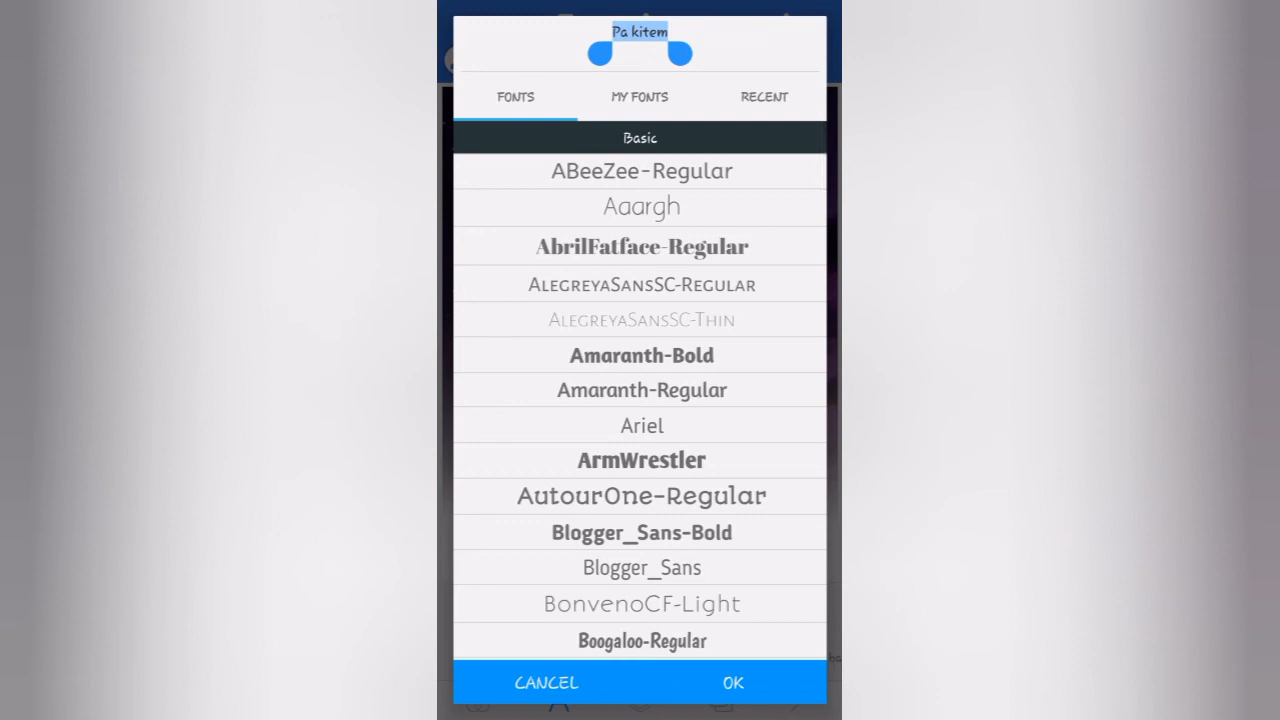 Pa kitem
FONTS
MY FONTS
RECENT
Basic
ABeeZee-Regular
Aaargh
AbrilFatface-Regular
AlegreyaSansSC-Regular
AlegreyaSansSC-Thin
Amaranth-Bold
Amaranth-Regular
Ariel
ArmWrestler
AutourOne-Regular
Blogger_Sans-Bold
Blogger_Sans
BonvenoCF-Light
Boogaloo-Regular
CANCEL
OK